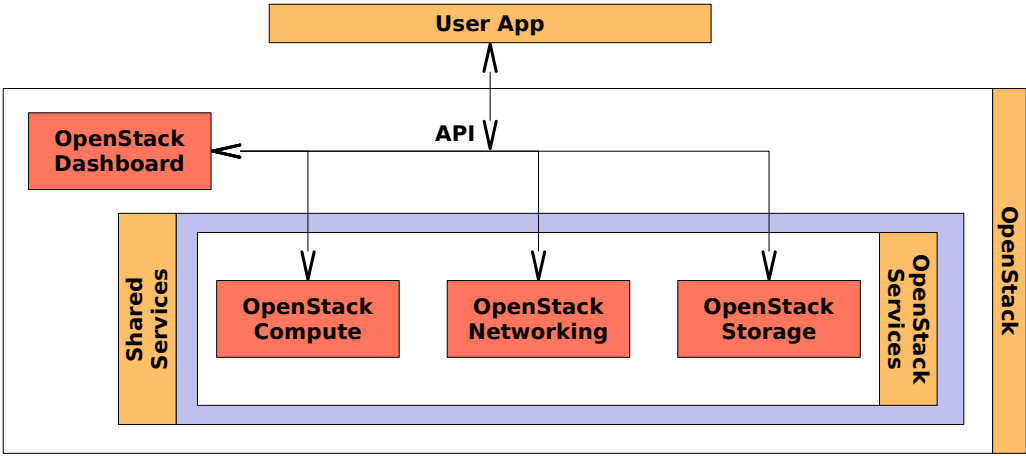 User App
API
OpenStack
Dashboard
OpenStack
Shared
Services
OpenStack
Services
OpenStack
Compute
OpenStack
Networking
OpenStack
Storage